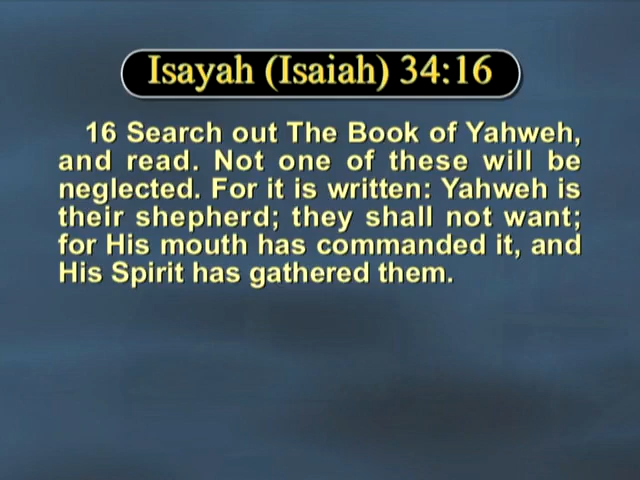 Isayah (Isaiah) 34:16
16 Search out The Book of Yahweh,
and read. Not one of these will be
neglected. For it is written: Yahweh is
their shepherd; they shall not want;
for His mouth has commanded it, and
His Spirit has gathered them.